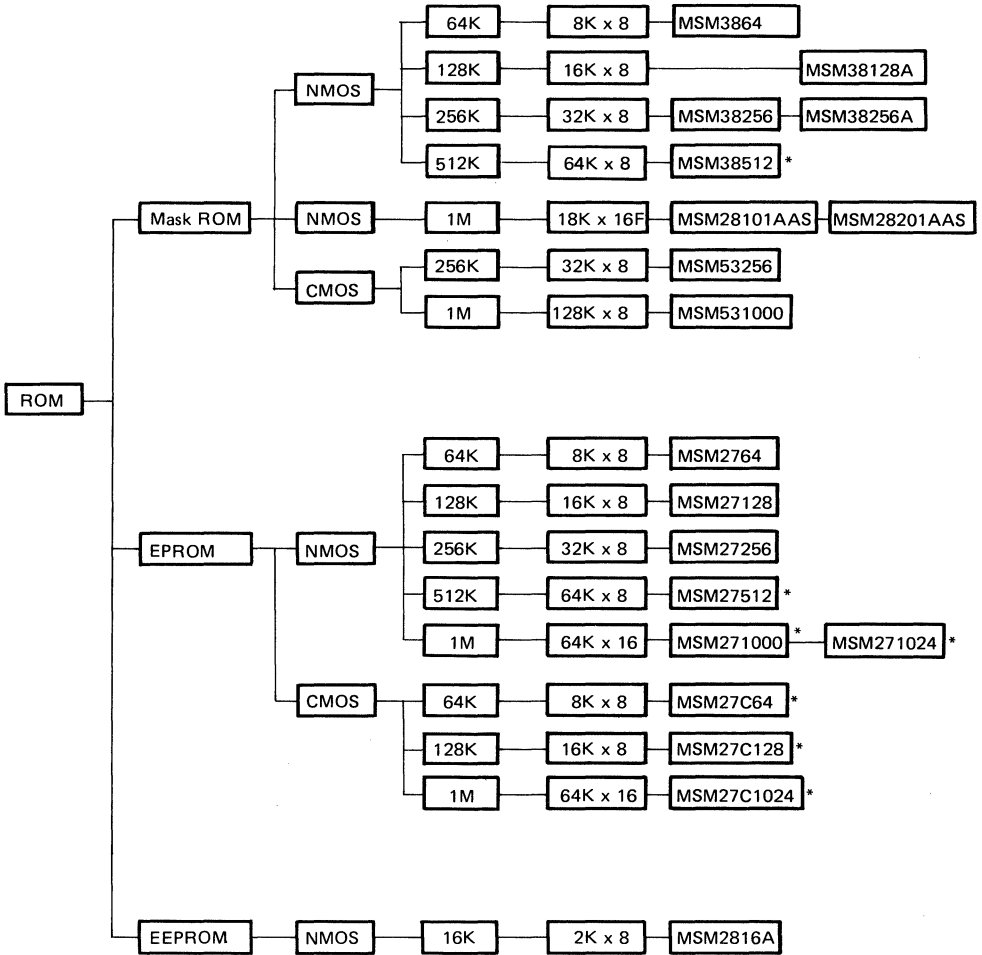 64K 8K x 8 MSM3864
128K 16K x 8 MSM38128A
NMOS
256K 32K x 8 MSM38256 MSM38256A
512K 64K x 8 MSM38512 *
Mask ROM NMOS 1M 18K x 16F MSM28101AAS MSM28201AAS
256K 32K x 8 MSM53256
CMOS
1M 128K x 8 MSM531000
ROM
64K 8K x 8 MSM2764
128K 16K x 8 MSM27128
EPROM NMOS 256K 32K x 8 MSM27256
512K 64K x 8 MSM27512 *
1M 64K x 16 MSM271000 * MSM271024 *
CMOS 64K 8K x 8 MSM27C64 *
128K 16K x 8 MSM27C128 *
1M 64K x 16 MSM27C1024 *
EEPROM NMOS 16K 2K x 8 MSM2816A